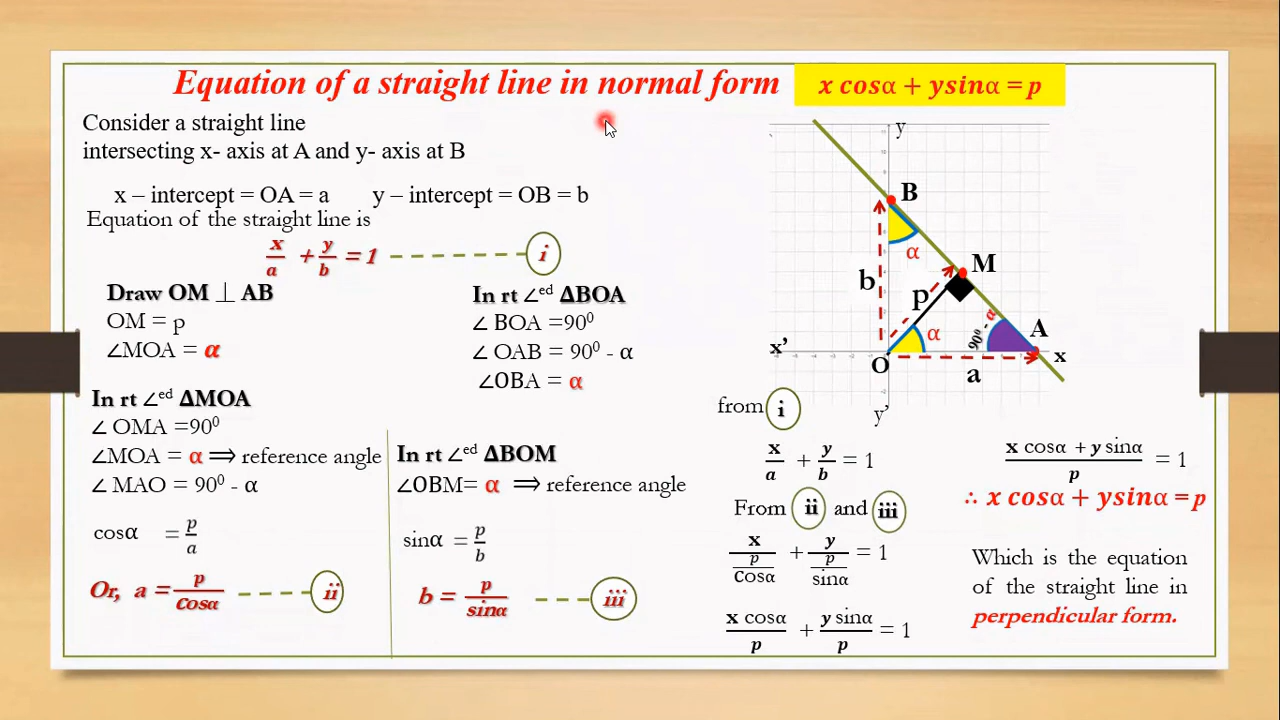 Equation of a straight line in normal form
x cosα + ysinα = p
Consider a straight line
intersecting x- axis at A and y- axis at B
x – intercept = OA = a y – intercept = OB = b
Equation of the straight line is
x/a + y/b = 1 i
Draw OM ⊥ AB
OM = p
∠MOA = α
In rt ∠ed ΔBOA
∠ BOA =90⁰
∠ OAB = 90⁰ - α
∠OBA = α
In rt ∠ed ΔMOA
∠ OMA =90⁰
∠MOA = α ⟹ reference angle
∠ MAO = 90⁰ - α
cosα = p/a
Or, a = p/Cosα ii
In rt ∠ed ΔBOM
∠OBM= α ⟹ reference angle
sinα = p/b
b = p/sinα iii
y
B
α
M
b
p
α
90⁰ - α
A
x'
x
O
a
y'
from i
x/a + y/b = 1
From ii and iii
x/(p/Cosα) + y/(p/sinα) = 1
x cosα/p + y sinα/p = 1
(x cosα + y sinα)/p = 1
∴ x cosα + ysinα = p
Which is the equation
of the straight line in
perpendicular form.